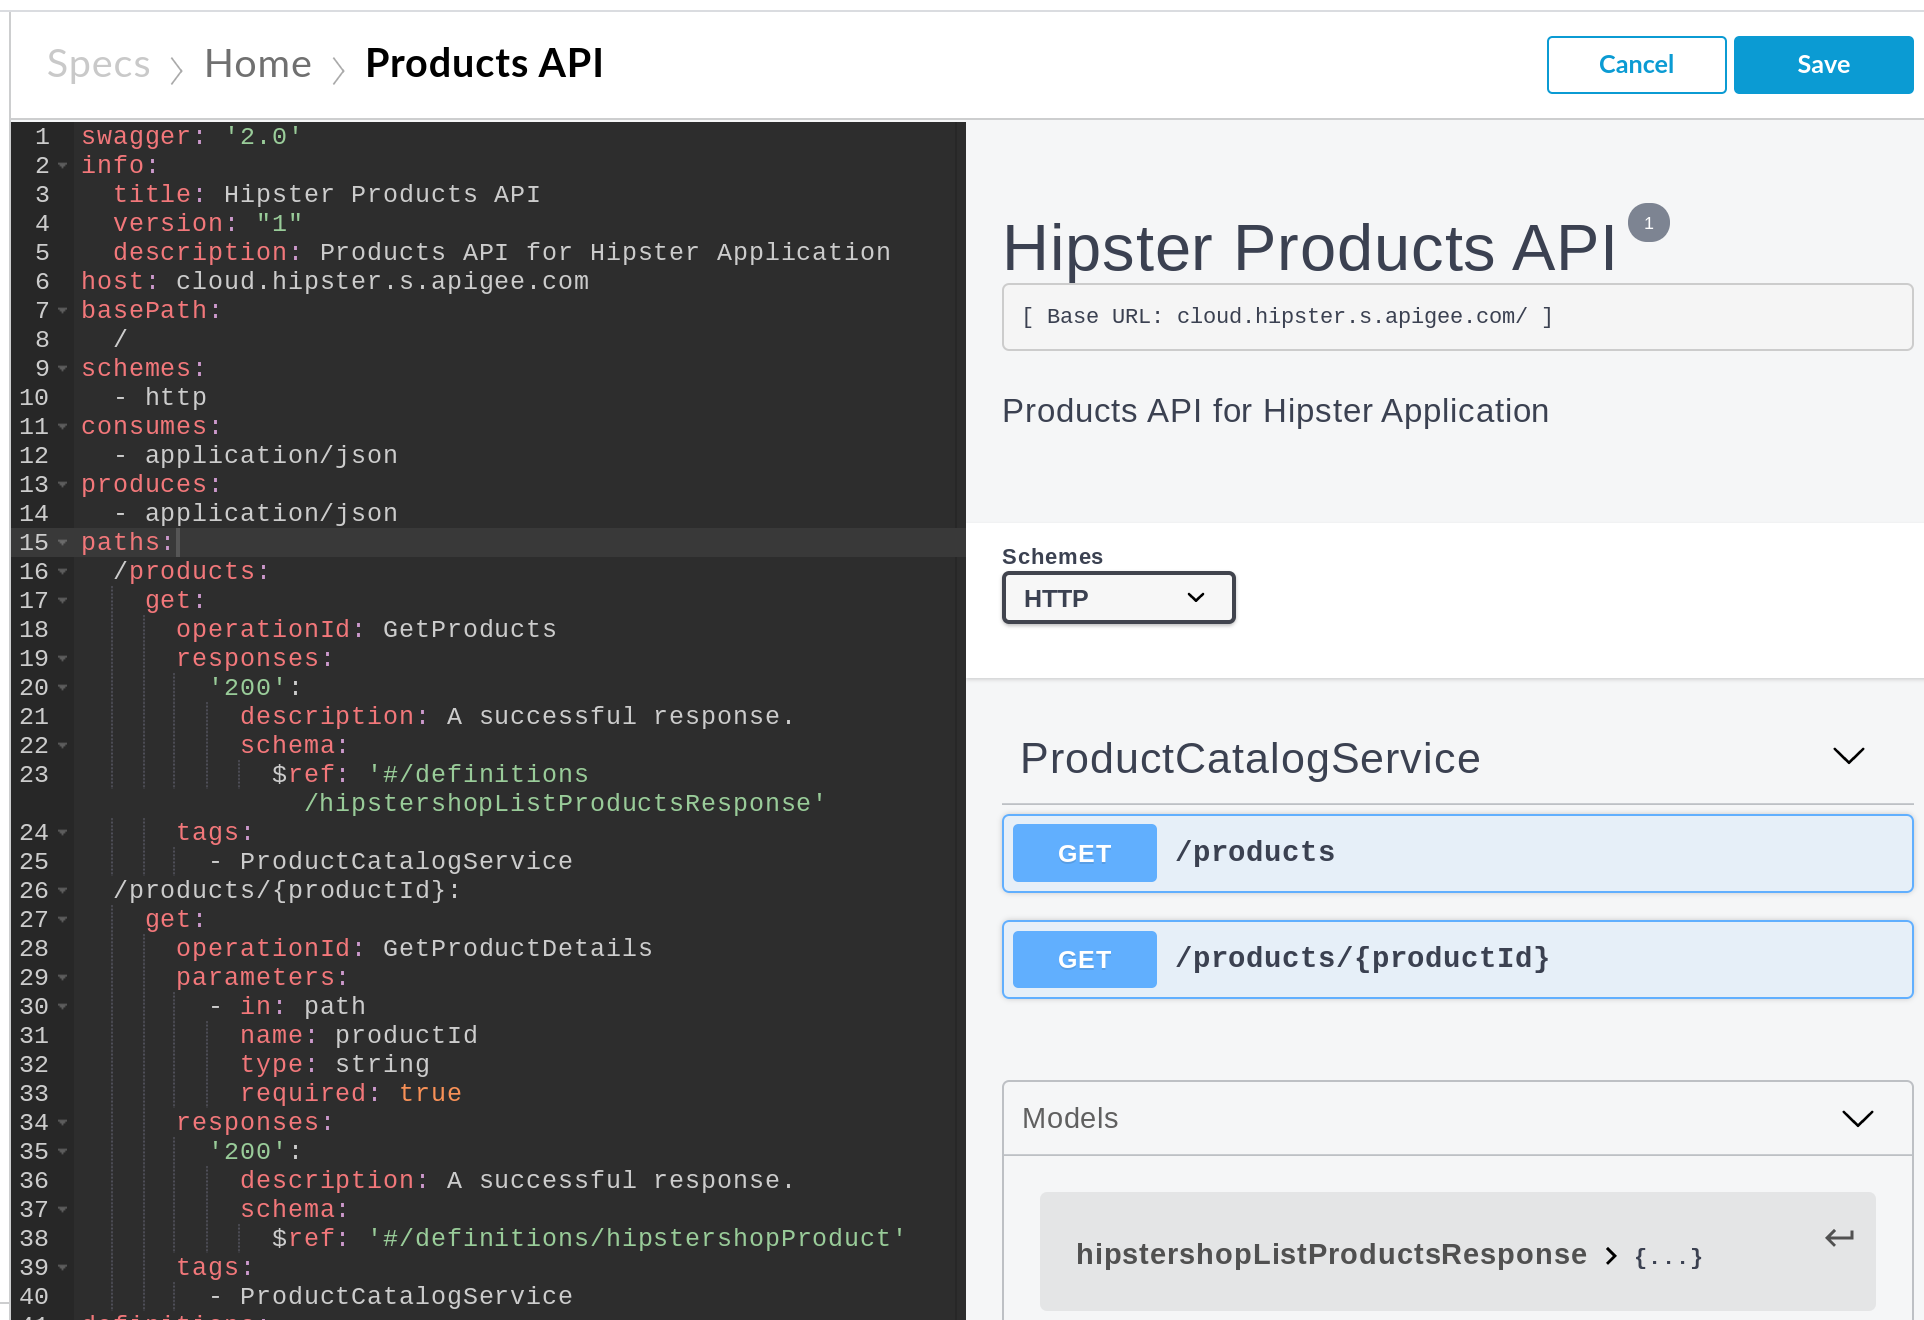 Specs > Home > Products API
Cancel
Save
1 swagger: '2.0'
2 info:
3   title: Hipster Products API
4   version: "1"
5   description: Products API for Hipster Application
6 host: cloud.hipster.s.apigee.com
7 basePath:
8   /
9 schemes:
10   - http
11 consumes:
12   - application/json
13 produces:
14   - application/json
15 paths:
16   /products:
17     get:
18       operationId: GetProducts
19       responses:
20         '200':
21           description: A successful response.
22           schema:
23             $ref: '#/definitions
/hipstershopListProductsResponse'
24       tags:
25         - ProductCatalogService
26   /products/{productId}:
27     get:
28       operationId: GetProductDetails
29       parameters:
30         - in: path
31           name: productId
32           type: string
33           required: true
34       responses:
35         '200':
36           description: A successful response.
37           schema:
38             $ref: '#/definitions/hipstershopProduct'
39       tags:
40         - ProductCatalogService
41 definitions:
Hipster Products API 1
[ Base URL: cloud.hipster.s.apigee.com/ ]
Products API for Hipster Application
Schemes
HTTP
ProductCatalogService
GET /products
GET /products/{productId}
Models
hipstershopListProductsResponse > {...}